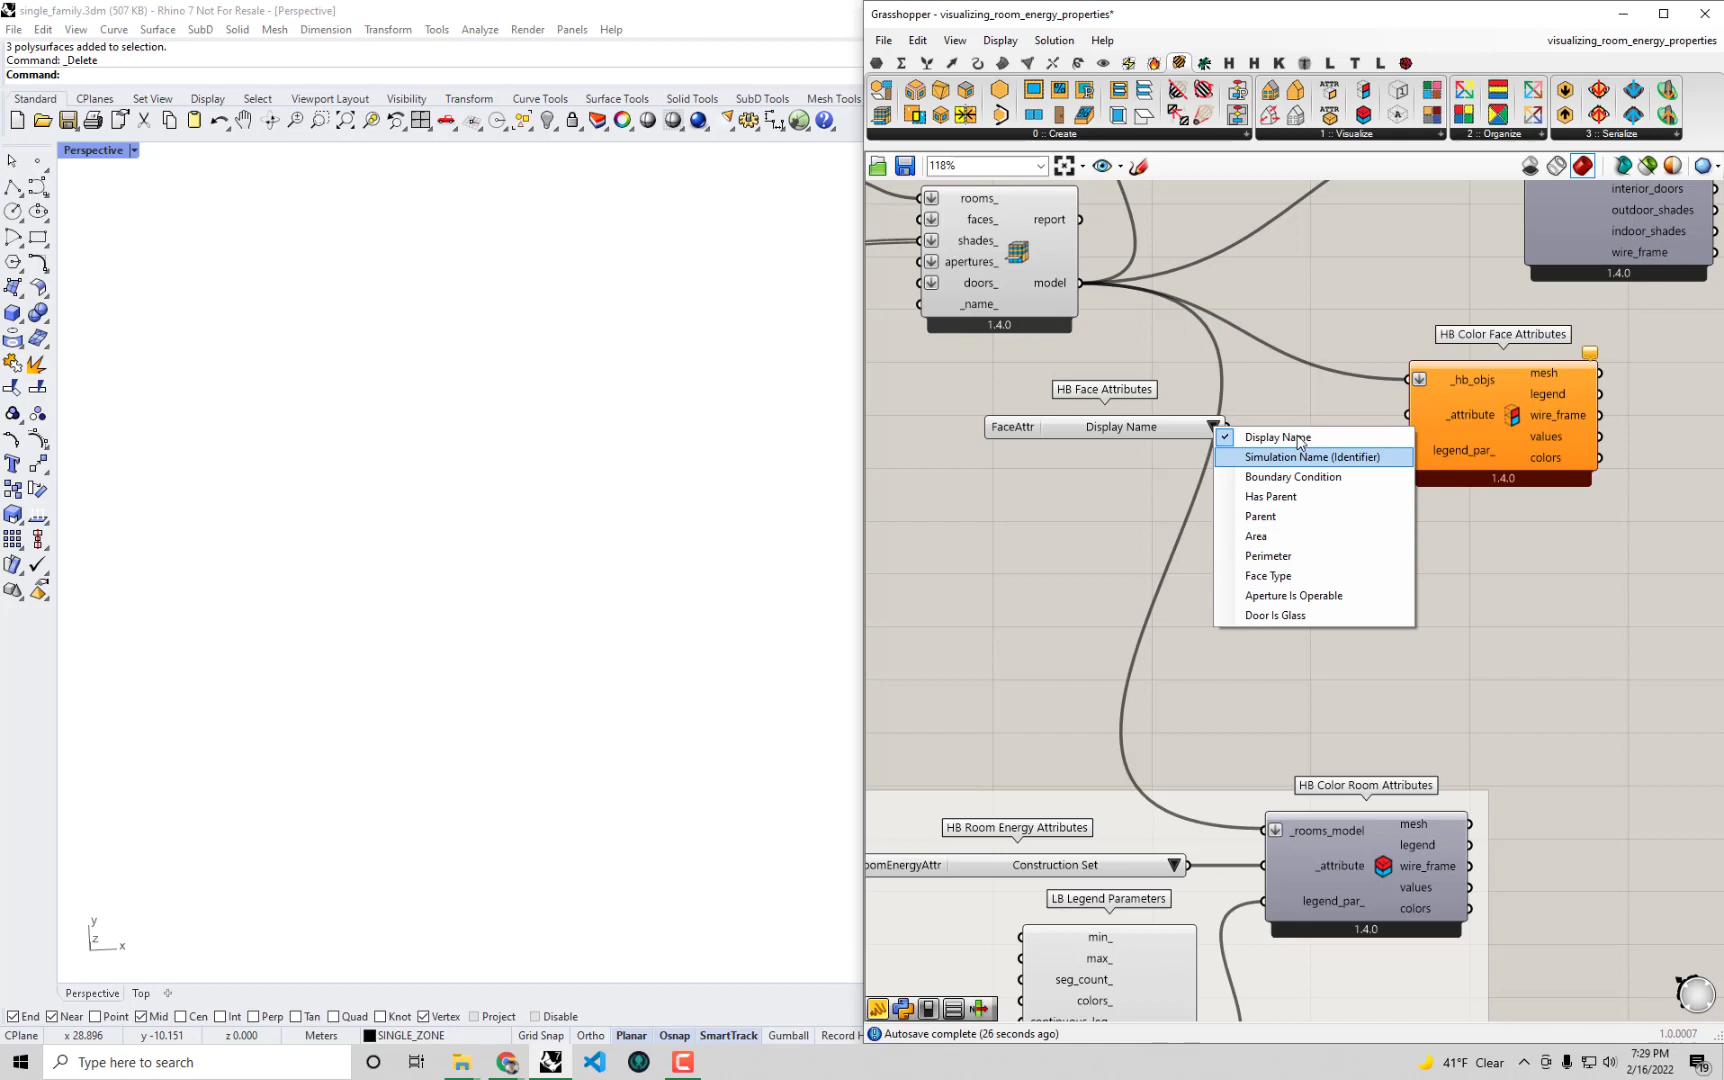 single_family.3dm (507 KB) - Rhino 7 Not For Resale - [Perspective]
File Edit View Curve Surface SubD Solid Mesh Dimension Transform Tools Analyze Render Panels Help
3 polysurfaces added to selection.
Command: _Delete
Command:
Standard CPlanes Set View Display Select Viewport Layout Visibility Transform Curve Tools Surface Tools Solid Tools SubD Tools Mesh Tools
Perspective
y
z x
Perspective Top
End Near Point Mid Cen Int Perp Tan Quad Knot Vertex Project Disable
CPlane x 28.896 y -10.151 z 0.000 Meters SINGLE_ZONE Grid Snap Ortho Planar Osnap SmartTrack Gumball Record H
Grasshopper - visualizing_room_energy_properties*
File Edit View Display Solution Help visualizing_room_energy_properties
H H K L T L
ATTR
ATTR
0 :: Create 1 :: Visualize 2 :: Organize 3 :: Serialize
118%
rooms_
faces_
shades_
apertures_
doors_
_name_
report
model
1.4.0
interior_doors
outdoor_shades
indoor_shades
wire_frame
1.4.0
HB Color Face Attributes
_hb_objs
_attribute
legend_par_
mesh
legend
wire_frame
values
colors
1.4.0
HB Face Attributes
FaceAttr Display Name
Display Name
Simulation Name (Identifier)
Boundary Condition
Has Parent
Parent
Area
Perimeter
Face Type
Aperture Is Operable
Door Is Glass
HB Color Room Attributes
_rooms_model
_attribute
legend_par_
mesh
legend
wire_frame
values
colors
1.4.0
HB Room Energy Attributes
oomEnergyAttr Construction Set
LB Legend Parameters
min_
max_
seg_count_
colors_
Autosave complete (26 seconds ago) 1.0.0007
Type here to search
41°F Clear
7:29 PM
2/16/2022
19